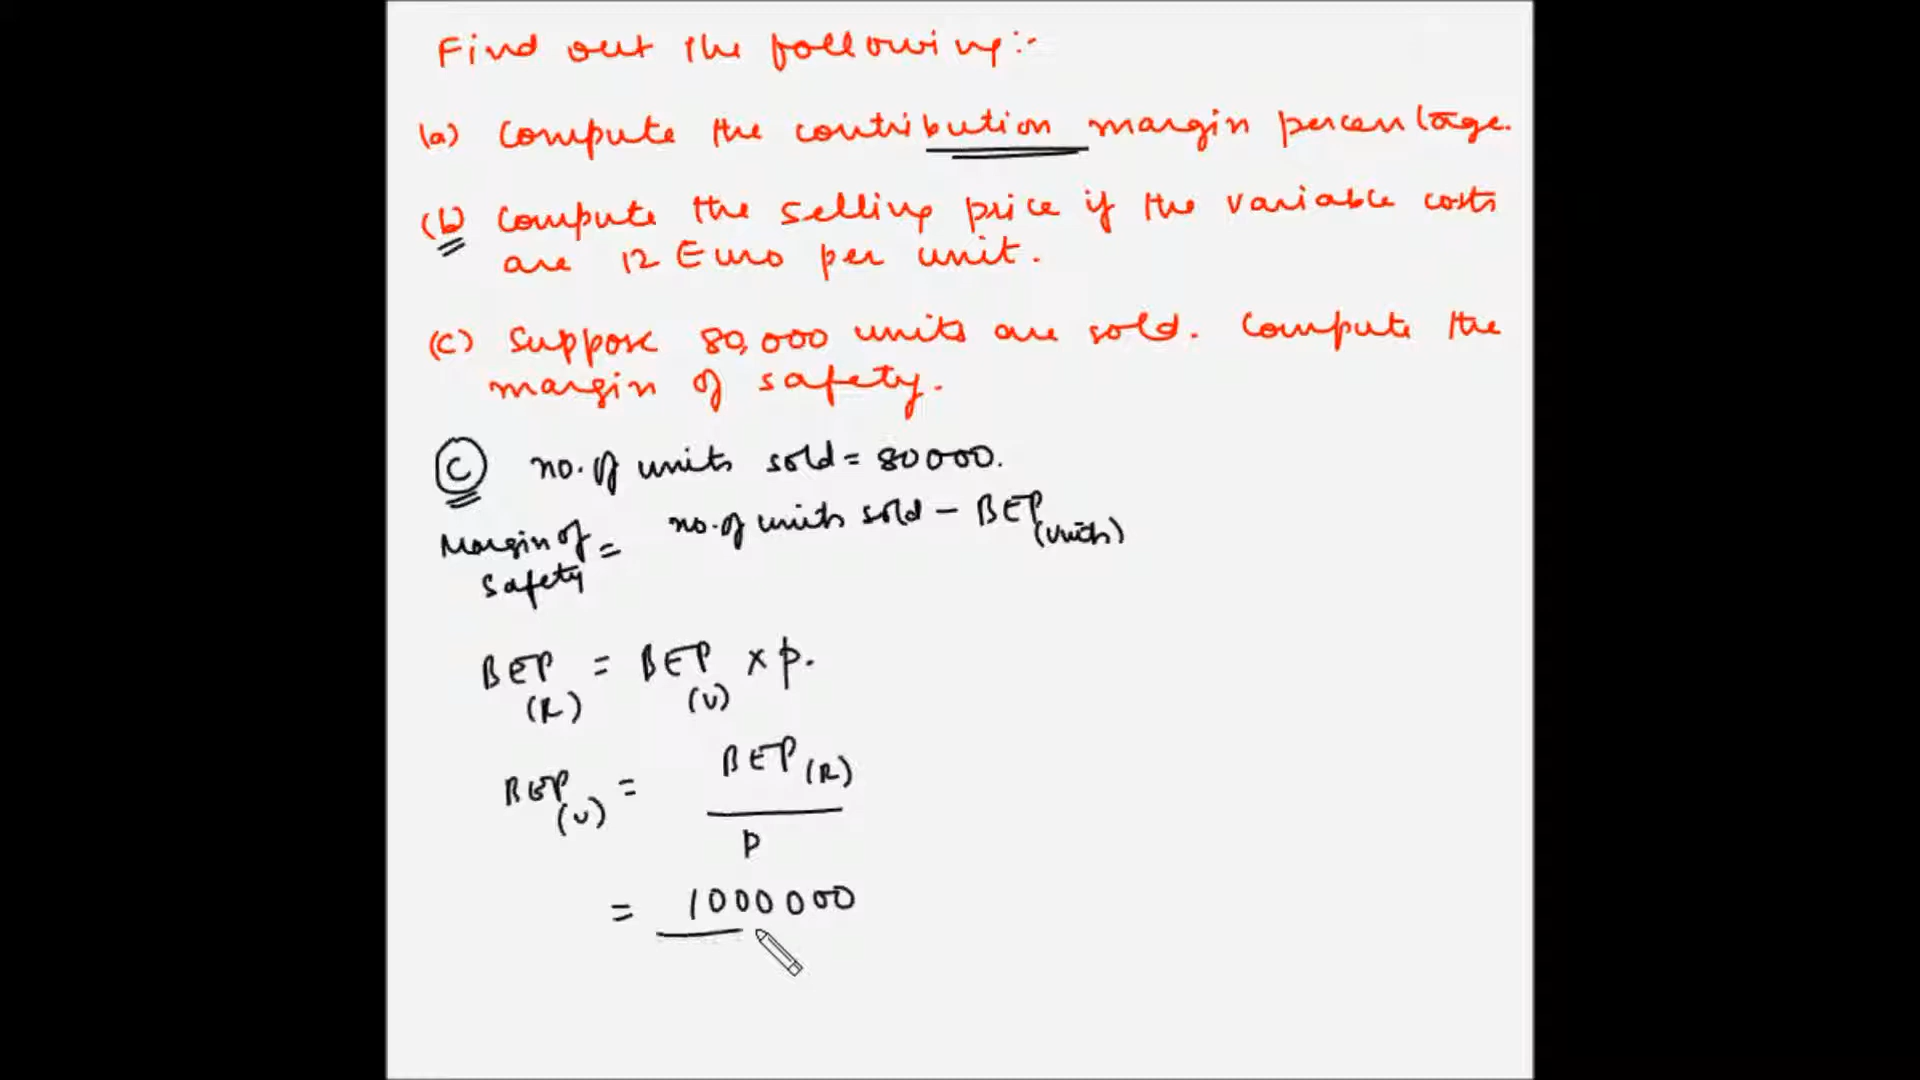 Find out the following:-
(a) Compute the contribution margin percentage.
(b) Compute the selling price if the variable costs
are 12 Euro per unit.
(c) Suppose 80,000 units are sold. Compute the
margin of safety.
(C) no. of units sold = 80000.
Margin of safety = no. of units sold - BEP (units)
BEP (R) = BEP (U) x p.
BEP (U) = BEP (R) / P
= 1000000